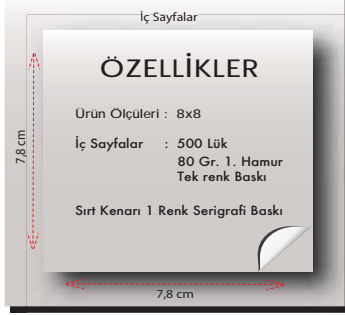 İç Sayfalar
ÖZELLİKLER
7,8 cm
Ürün Ölçüleri : 8x8
İç Sayfalar : 500 Lük
80 Gr. 1. Hamur
Tek renk Baskı
Sırt Kenarı 1 Renk Serigrafi Baskı
7,8 cm